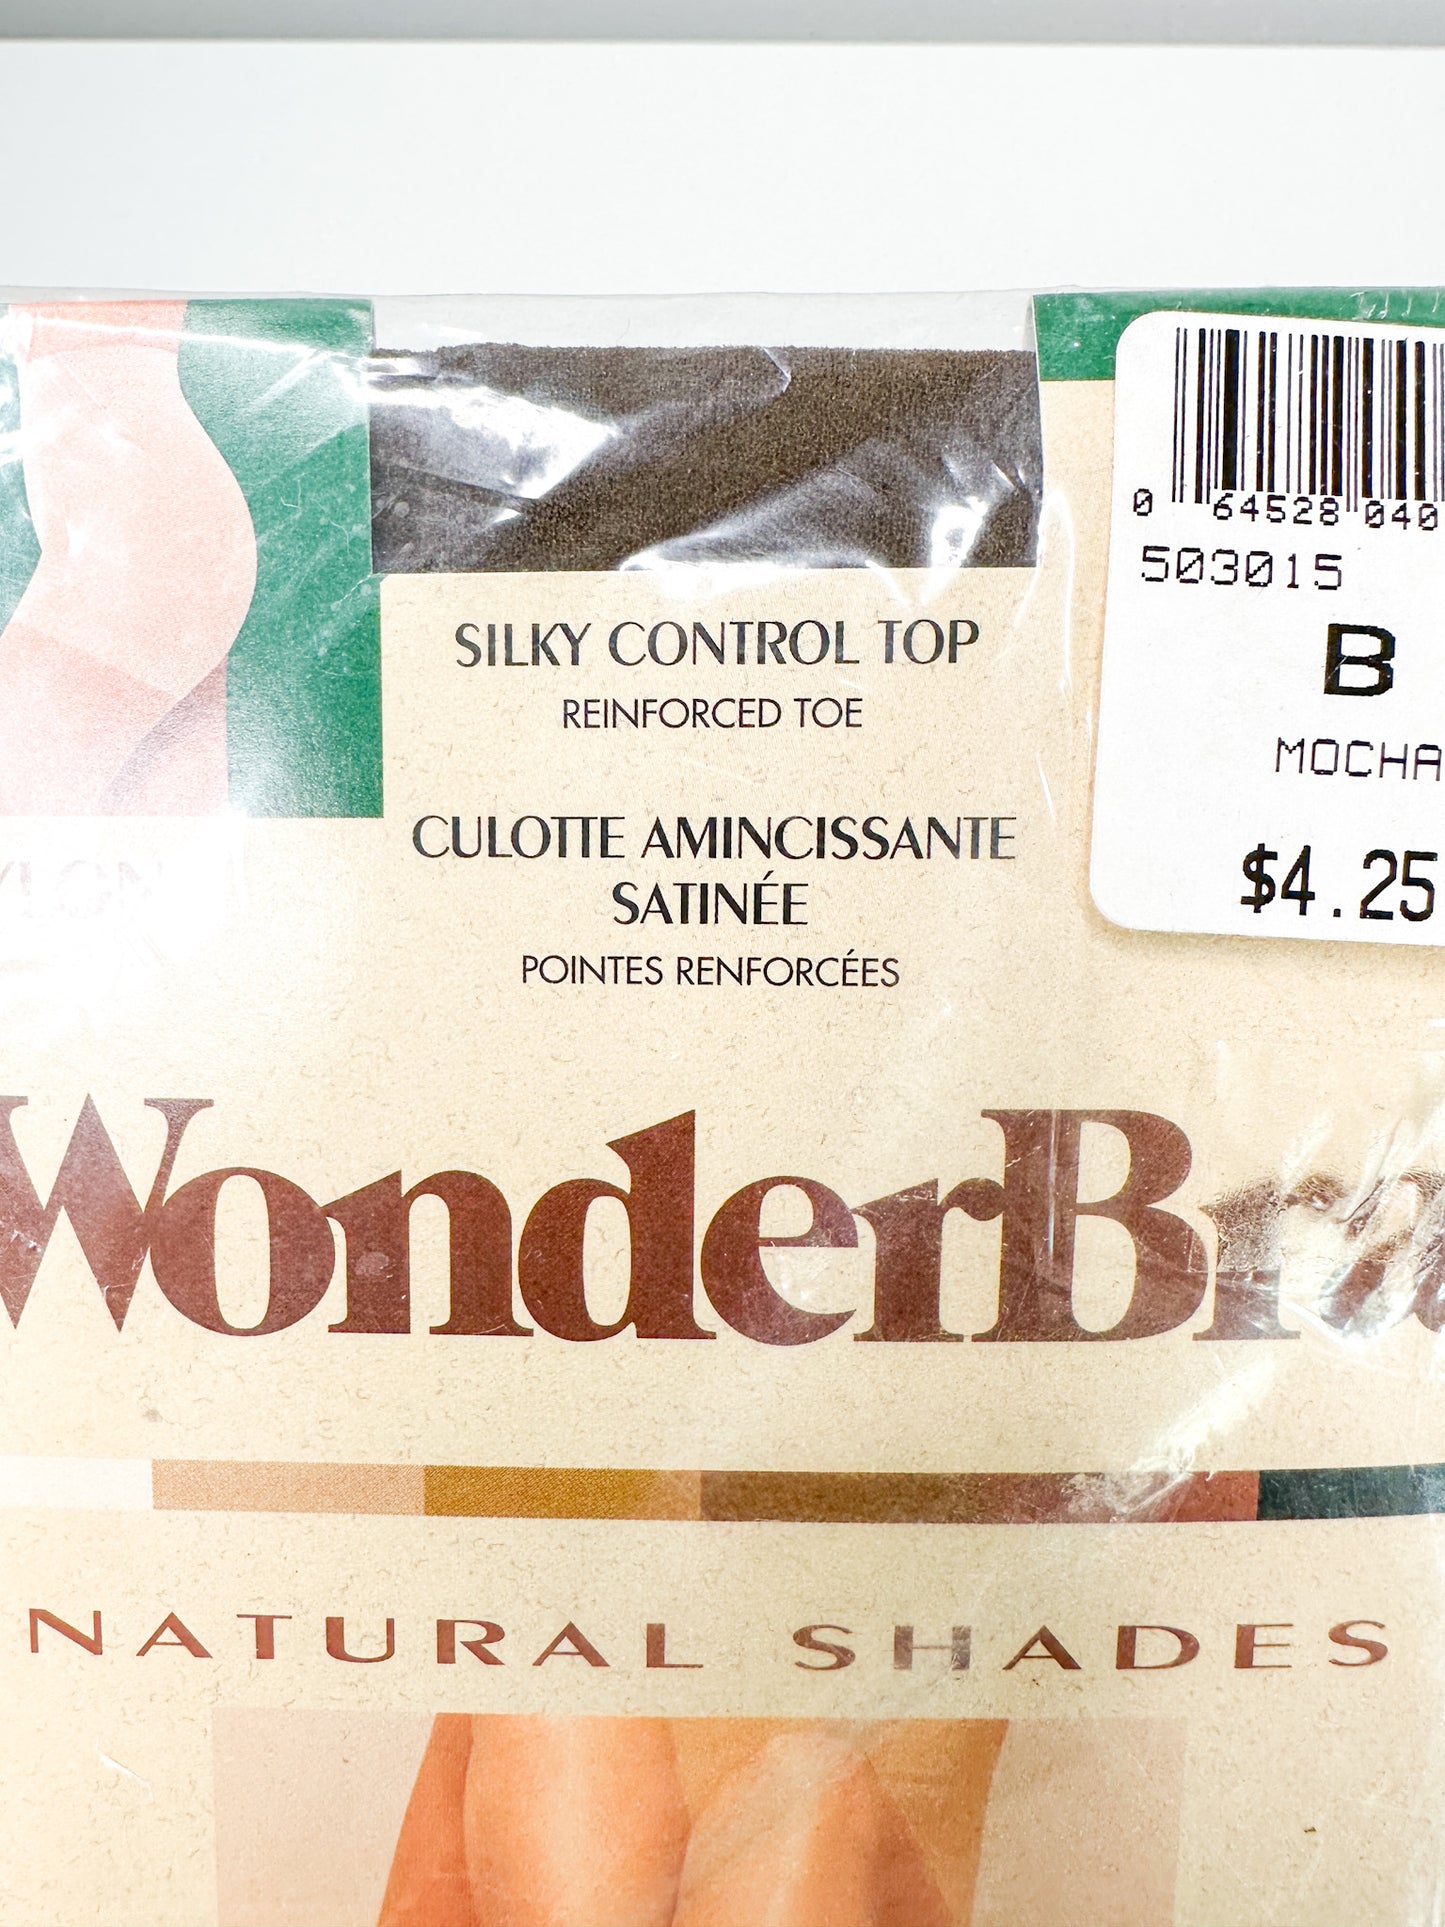 0 64528 040
503015
B
MOCHA
$4.25
SILKY CONTROL TOP
REINFORCED TOE
CULOTTE AMINCISSANTE
SATINÉE
POINTES RENFORCÉES
WonderBra
NATURAL SHADES